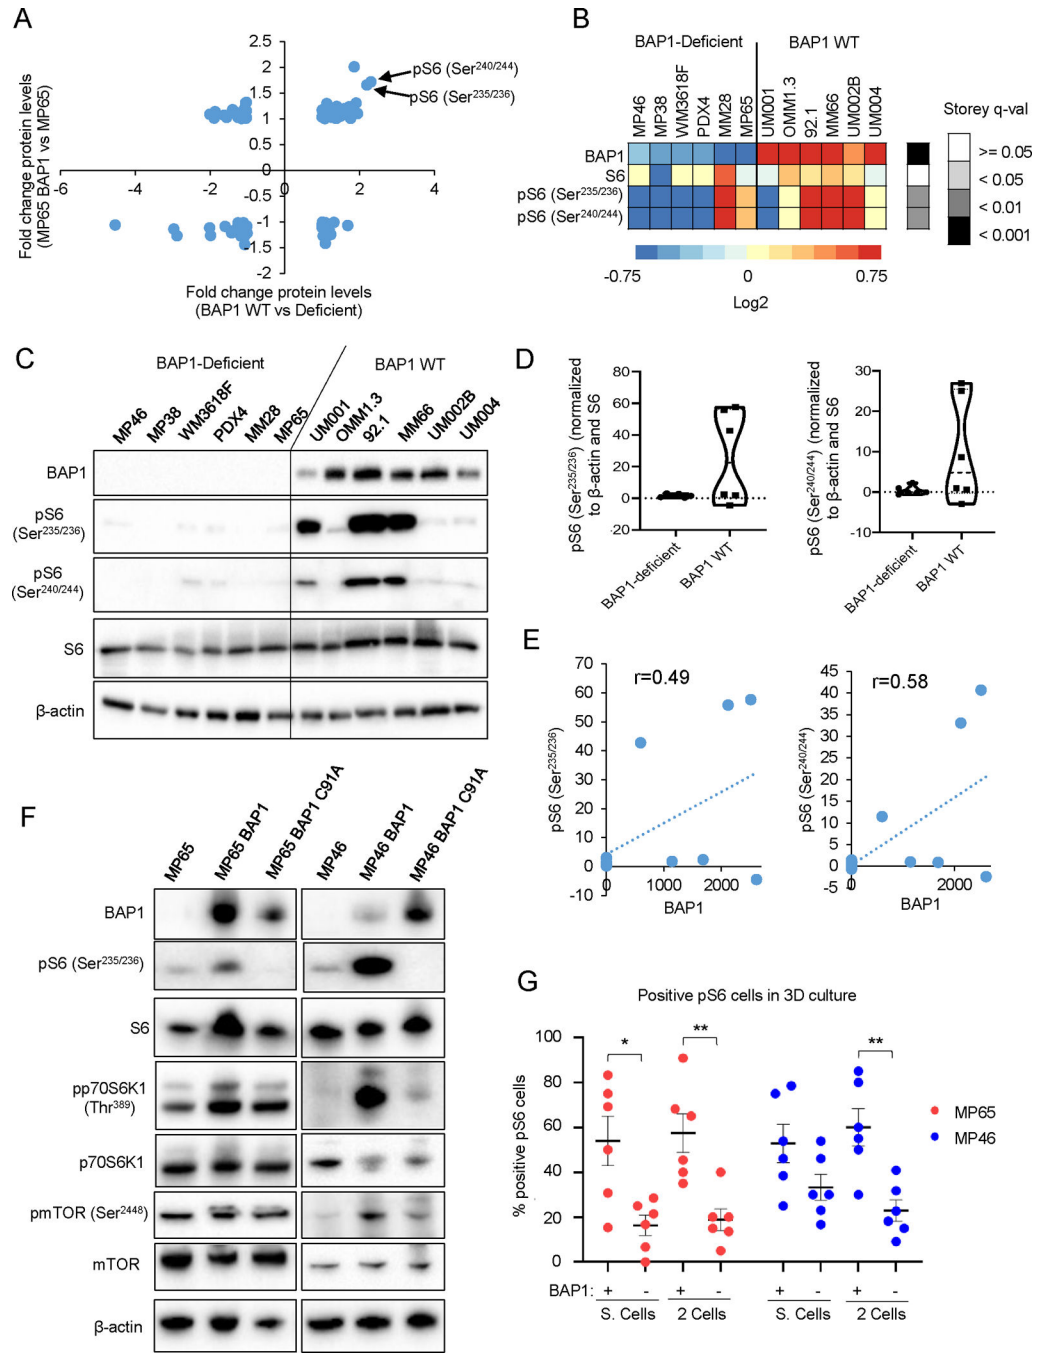 A
Fold change protein levels
(MP65 BAP1 vs MP65)
2.5
2
1.5
1
0.5
0
-0.5
-1
-1.5
-2
-6
-4
-2
0
2
4
pS6 (Ser240/244)
pS6 (Ser235/236)
Fold change protein levels
(BAP1 WT vs Deficient)
B
BAP1-Deficient
BAP1 WT
MP46
MP38
WM3618F
PDX4
MM28
MP65
UM001
OMM1.3
92.1
MM66
UM002B
UM004
BAP1
S6
pS6 (Ser235/236)
pS6 (Ser240/244)
-0.75
0
0.75
Log2
Storey q-val
>= 0.05
< 0.05
< 0.01
< 0.001
C
BAP1-Deficient
BAP1 WT
MP46
MP38
WM3618F
PDX4
MM28
MP65
UM001
OMM1.3
92.1
MM66
UM002B
UM004
BAP1
pS6
(Ser235/236)
pS6
(Ser240/244)
S6
β-actin
D
pS6 (Ser235/236) (normalized
to β-actin and S6
80
60
40
20
0
-20
BAP1-deficient
BAP1 WT
pS6 (Ser240/244) (normalized
to β-actin and S6
30
20
10
0
-10
BAP1-deficient
BAP1 WT
E
pS6 (Ser235/236)
70
60
50
40
30
20
10
0
-10
r=0.49
0
1000
2000
BAP1
pS6 (Ser240/244)
45
40
35
30
25
20
15
10
5
0
-5
r=0.58
0
2000
BAP1
F
MP65
MP65 BAP1
MP65 BAP1 C91A
MP46
MP46 BAP1
MP46 BAP1 C91A
BAP1
pS6 (Ser235/236)
S6
pp70S6K1
(Thr389)
p70S6K1
pmTOR (Ser2448)
mTOR
β-actin
G
Positive pS6 cells in 3D culture
% positive pS6 cells
100
80
60
40
20
0
*
**
**
MP65
MP46
BAP1: + - + - + - + -
S. Cells 2 Cells S. Cells 2 Cells